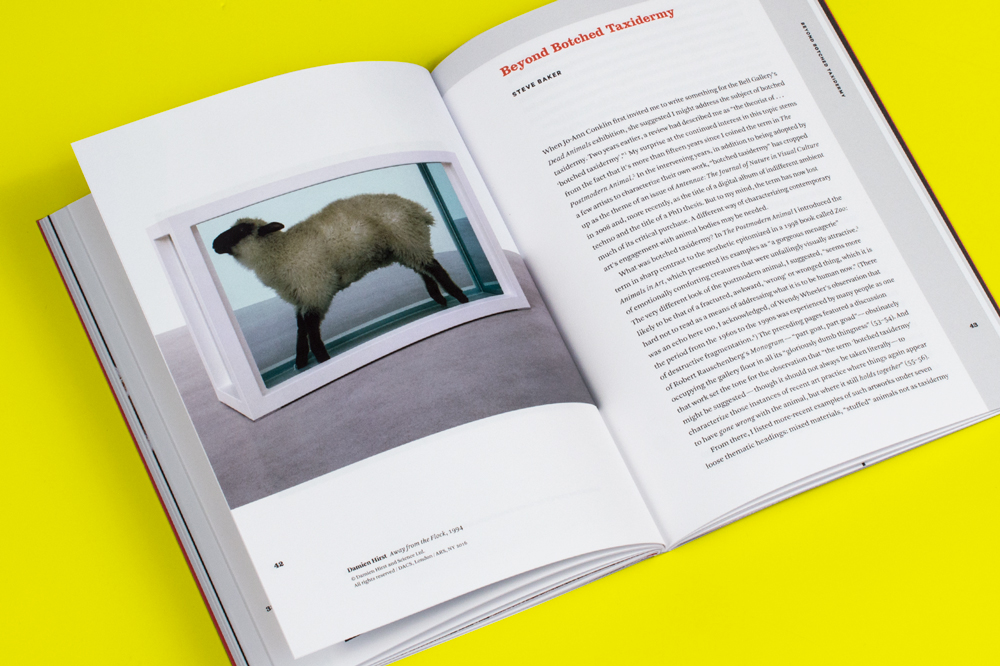 Beyond Botched Taxidermy
STEVE BAKER
When Jo-Ann Conklin first invited me to write something for the Bell Gallery's
Dead Animals exhibition, she suggested I might address the subject of botched
taxidermy. Two years earlier, a review had described me as “the theorist of . . .
‘botched taxidermy’.”¹ My surprise at the continued interest in this topic stems
from the fact that it's more than fifteen years since I coined the term in The
Postmodern Animal.² In the intervening years, in addition to being adopted by
a few artists to characterize their own work, “botched taxidermy” has cropped
up as the theme of an issue of Antennae: The Journal of Nature in Visual Culture
in 2008 and, more recently, as the title of a digital album of indifferent ambient
techno and the title of a PhD thesis. But to my mind, the term has now lost
much of its critical purchase. A different way of characterizing contemporary
art's engagement with animal bodies may be needed.
What was botched taxidermy? In The Postmodern Animal I introduced the
term in sharp contrast to the aesthetic epitomized in a 1998 book called Zoo:
Animals in Art, which presented its examples as “a gorgeous menagerie”
of emotionally comforting creatures that were unfailingly visually attractive.³
The very different look of the postmodern animal, I suggested, “seems more
likely to be that of a fractured, awkward, ‘wrong’ or wronged thing, which it is
hard not to read as a means of addressing what it is to be human now.” (There
was an echo here too, I acknowledged, of Wendy Wheeler's observation that
the period from the 1960s to the 1990s was experienced by many people as one
of destructive fragmentation.⁴) The preceding pages featured a discussion
of Robert Rauschenberg's Monogram — “part goat, part goad” — obstinately
occupying the gallery floor in all its “gloriously dumb thingness” (53–54). And
that work set the tone for the observation that “the term ‘botched taxidermy’
might be suggested — though it should not always be taken literally — to
characterize those instances of recent art practice where things again appear
to have gone wrong with the animal, but where it still holds together” (55–56).
From there, I listed more-recent examples of such artworks under seven
loose thematic headings: mixed materials, “stuffed” animals not as taxidermy
BEYOND BOTCHED TAXIDERMY
43
42
Damien Hirst Away from the Flock, 1994
© Damien Hirst and Science Ltd.
All rights reserved / DACS, London / ARS, NY 2016